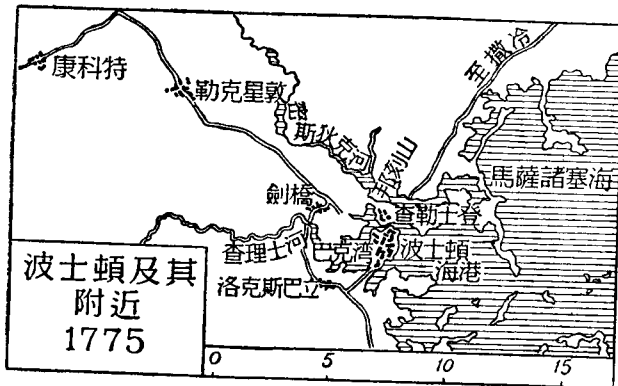 康科特
勒克星敦
至撒冷
密斯狄克河
邦刻山
馬薩諸塞海
劍橋
查勒士登
查理士河
克湾
波士頓
海港
洛克斯巴立
波士頓及其
附近
1775
0 5 10 15